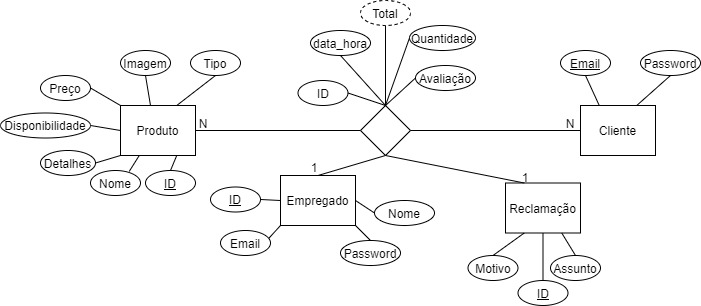 Total
data_hora
Quantidade
Imagem
Tipo
Email
Password
Preço
ID
Avaliação
Disponibilidade
Produto
N
N
Cliente
Detalhes
Nome
ID
1
1
ID
Empregado
Nome
Reclamação
Email
Password
Motivo
Assunto
ID